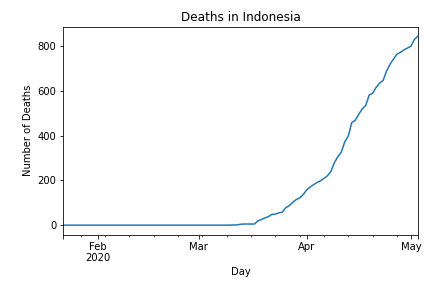 Deaths in Indonesia
800
600
400
200
0
Number of Deaths
Feb
2020
Mar
Apr
May
Day